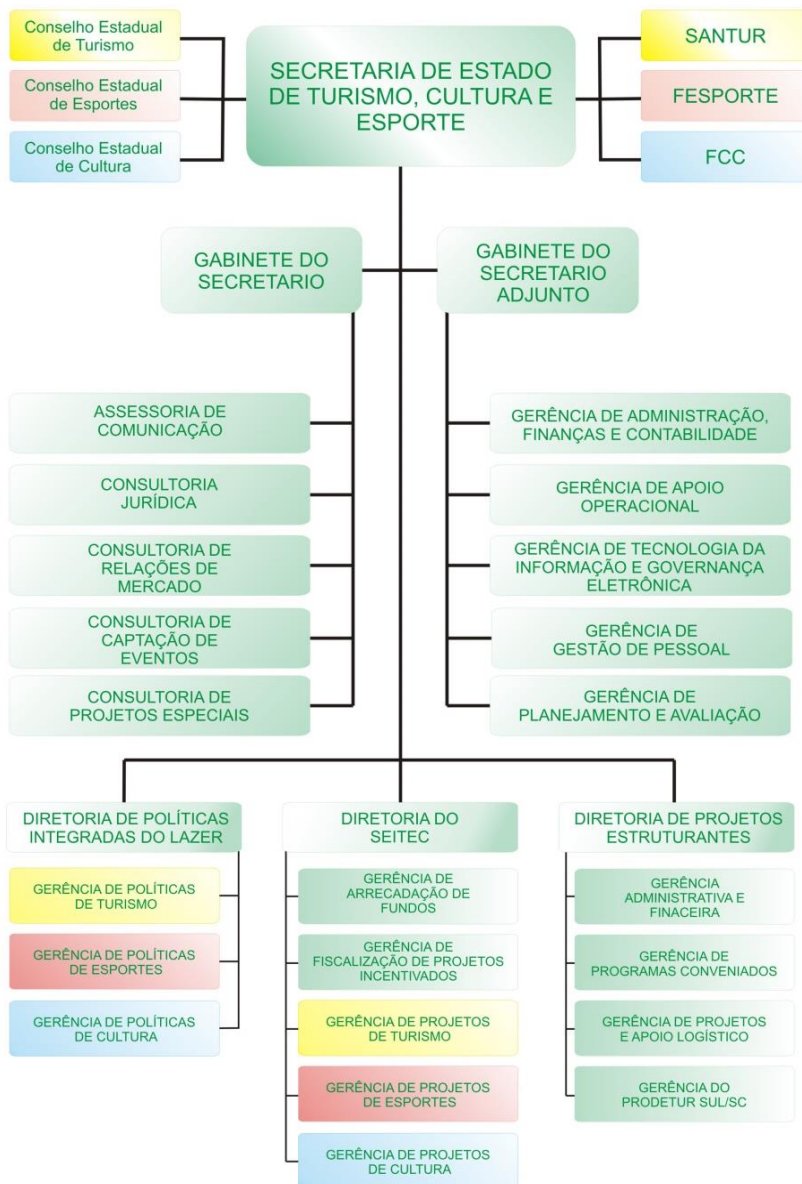 Conselho Estadual
de Turismo
Conselho Estadual
de Esportes
Conselho Estadual
de Cultura
SECRETARIA DE ESTADO
DE TURISMO, CULTURA E
ESPORTE
SANTUR
FESPORTE
FCC
GABINETE DO
SECRETARIO
GABINETE DO
SECRETARIO
ADJUNTO
ASSESSORIA DE
COMUNICAÇÃO
CONSULTORIA
JURÍDICA
CONSULTORIA DE
RELAÇÕES DE
MERCADO
CONSULTORIA DE
CAPTAÇÃO DE
EVENTOS
CONSULTORIA DE
PROJETOS ESPECIAIS
GERÊNCIA DE ADMINISTRAÇÃO,
FINANÇAS E CONTABILIDADE
GERÊNCIA DE APOIO
OPERACIONAL
GERÊNCIA DE TECNOLOGIA DA
INFORMAÇÃO E GOVERNANÇA
ELETRÔNICA
GERÊNCIA DE
GESTÃO DE PESSOAL
GERÊNCIA DE
PLANEJAMENTO E AVALIAÇÃO
DIRETORIA DE POLÍTICAS
INTEGRADAS DO LAZER
GERÊNCIA DE POLÍTICAS
DE TURISMO
GERÊNCIA DE POLÍTICAS
DE ESPORTES
GERÊNCIA DE POLÍTICAS
DE CULTURA
DIRETORIA DO
SEITEC
GERÊNCIA DE
ARRECADAÇÃO DE
FUNDOS
GERÊNCIA DE
FISCALIZAÇÃO DE PROJETOS
INCENTIVADOS
GERÊNCIA DE PROJETOS
DE TURISMO
GERÊNCIA DE PROJETOS
DE ESPORTES
GERÊNCIA DE PROJETOS
DE CULTURA
DIRETORIA DE PROJETOS
ESTRUTURANTES
GERÊNCIA
ADMINISTRATIVA E
FINACEIRA
GERÊNCIA DE
PROGRAMAS CONVENIADOS
GERÊNCIA DE PROJETOS
E APOIO LOGÍSTICO
GERÊNCIA DO
PRODETUR SUL/SC